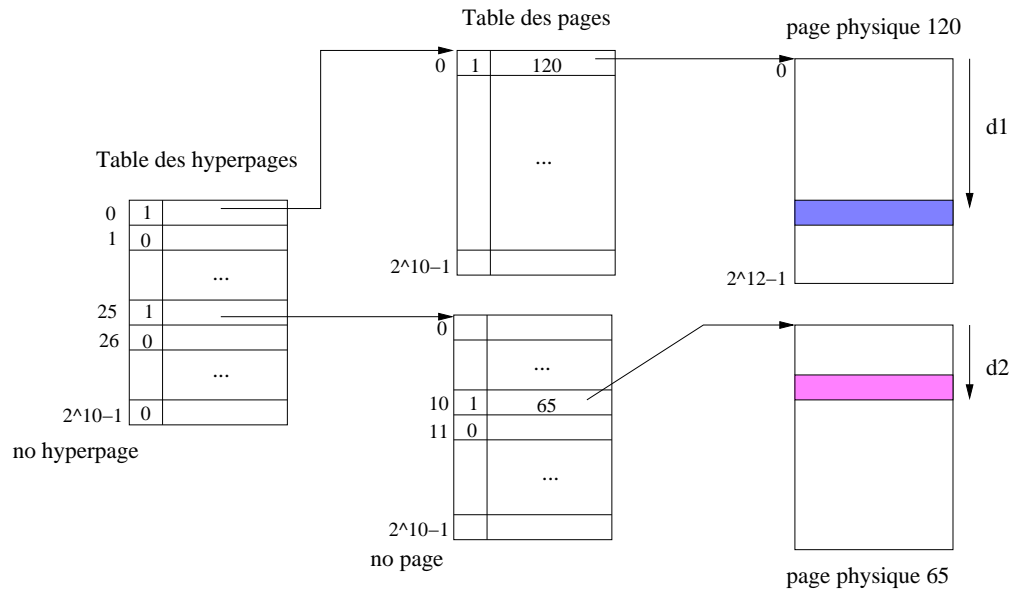 Table des pages
page physique 120
0 1 120
0
d1
...
Table des hyperpages
0 1
1 0
2^10–1
2^12–1
...
25 1
0
26 0
...
d2
...
10 1 65
2^10–1 0
11 0
no hyperpage
...
2^10–1
no page
page physique 65